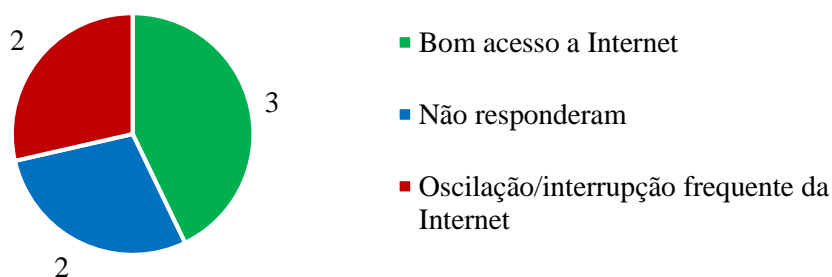 2
3
2
Bom acesso a Internet
Não responderam
Oscilação/interrupção frequente da
Internet